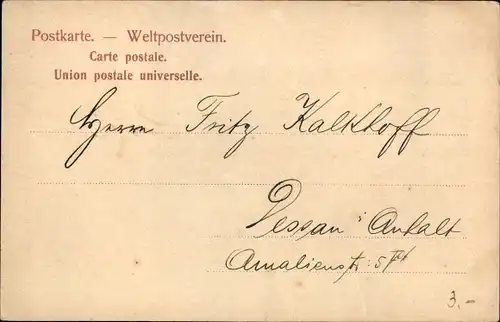 Postkarte. — Weltpostverein.
Carte postale.
Union postale universelle.
Herrn Fritz Kalkhoff
Dessau Anhalt
Amalienstr: 5
3.-